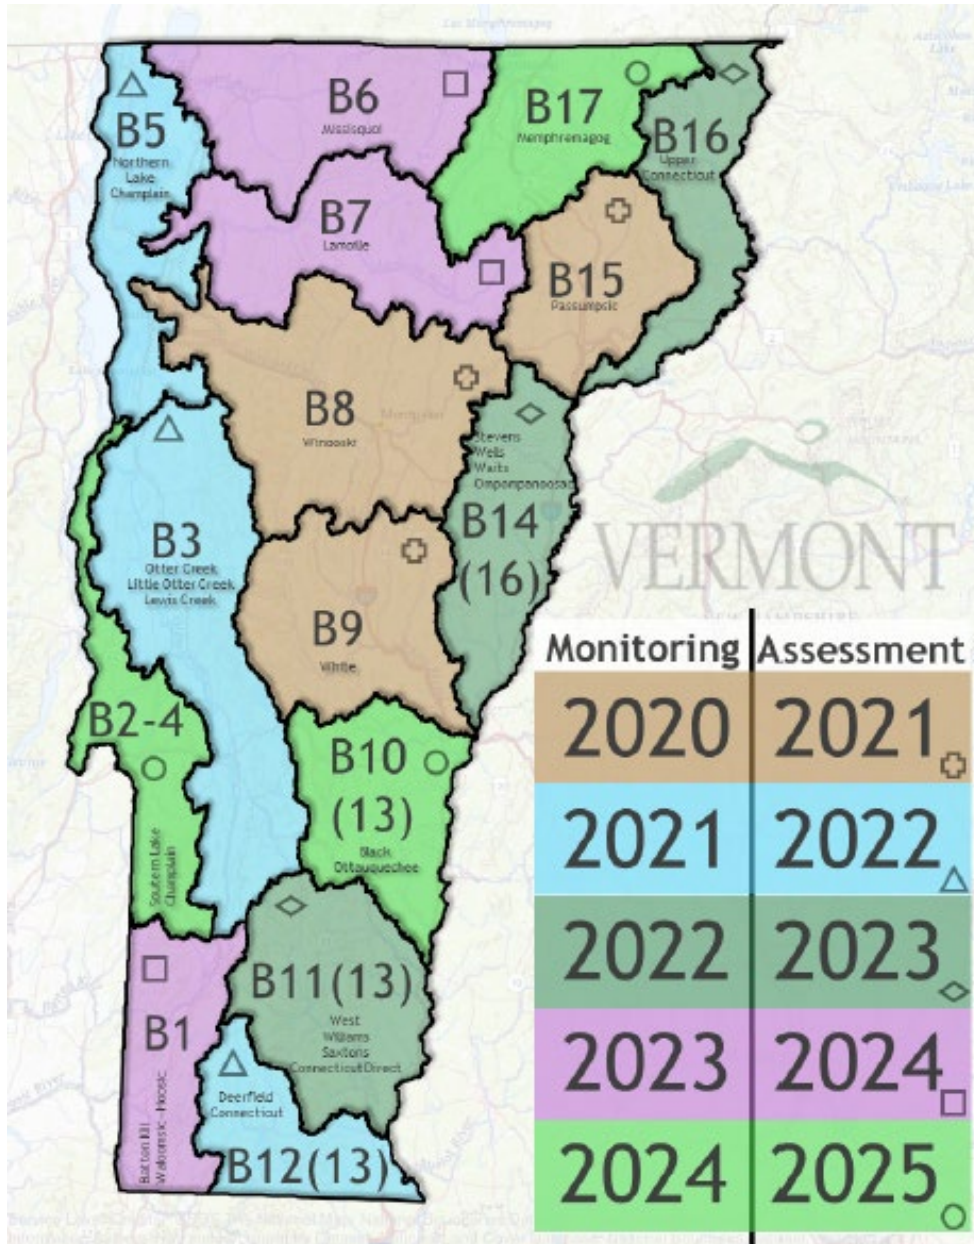 B5
Northern
Lake
Champlain
B6
Missisquoi
B17
Memphremagog
B16
Upper
Connecticut
B7
Lamoille
B15
Passumpsic
B8
Winooski
Stevens
Wells
Waits
Ompompanoosac
B14
(16)
B3
Otter Creek
Little Otter Creek
Lewis Creek
B9
White
VERMONT
B2-4
Southern Lake
Champlain
B10
(13)
Black
Ottauquechee
B11(13)
West
Williams
Saxtons
Connecticut Direct
B1
Batten Kill
Walloomsic - Hoosic
Deerfield
Connecticut
B12(13)
Monitoring Assessment
2020 2021
2021 2022
2022 2023
2023 2024
2024 2025